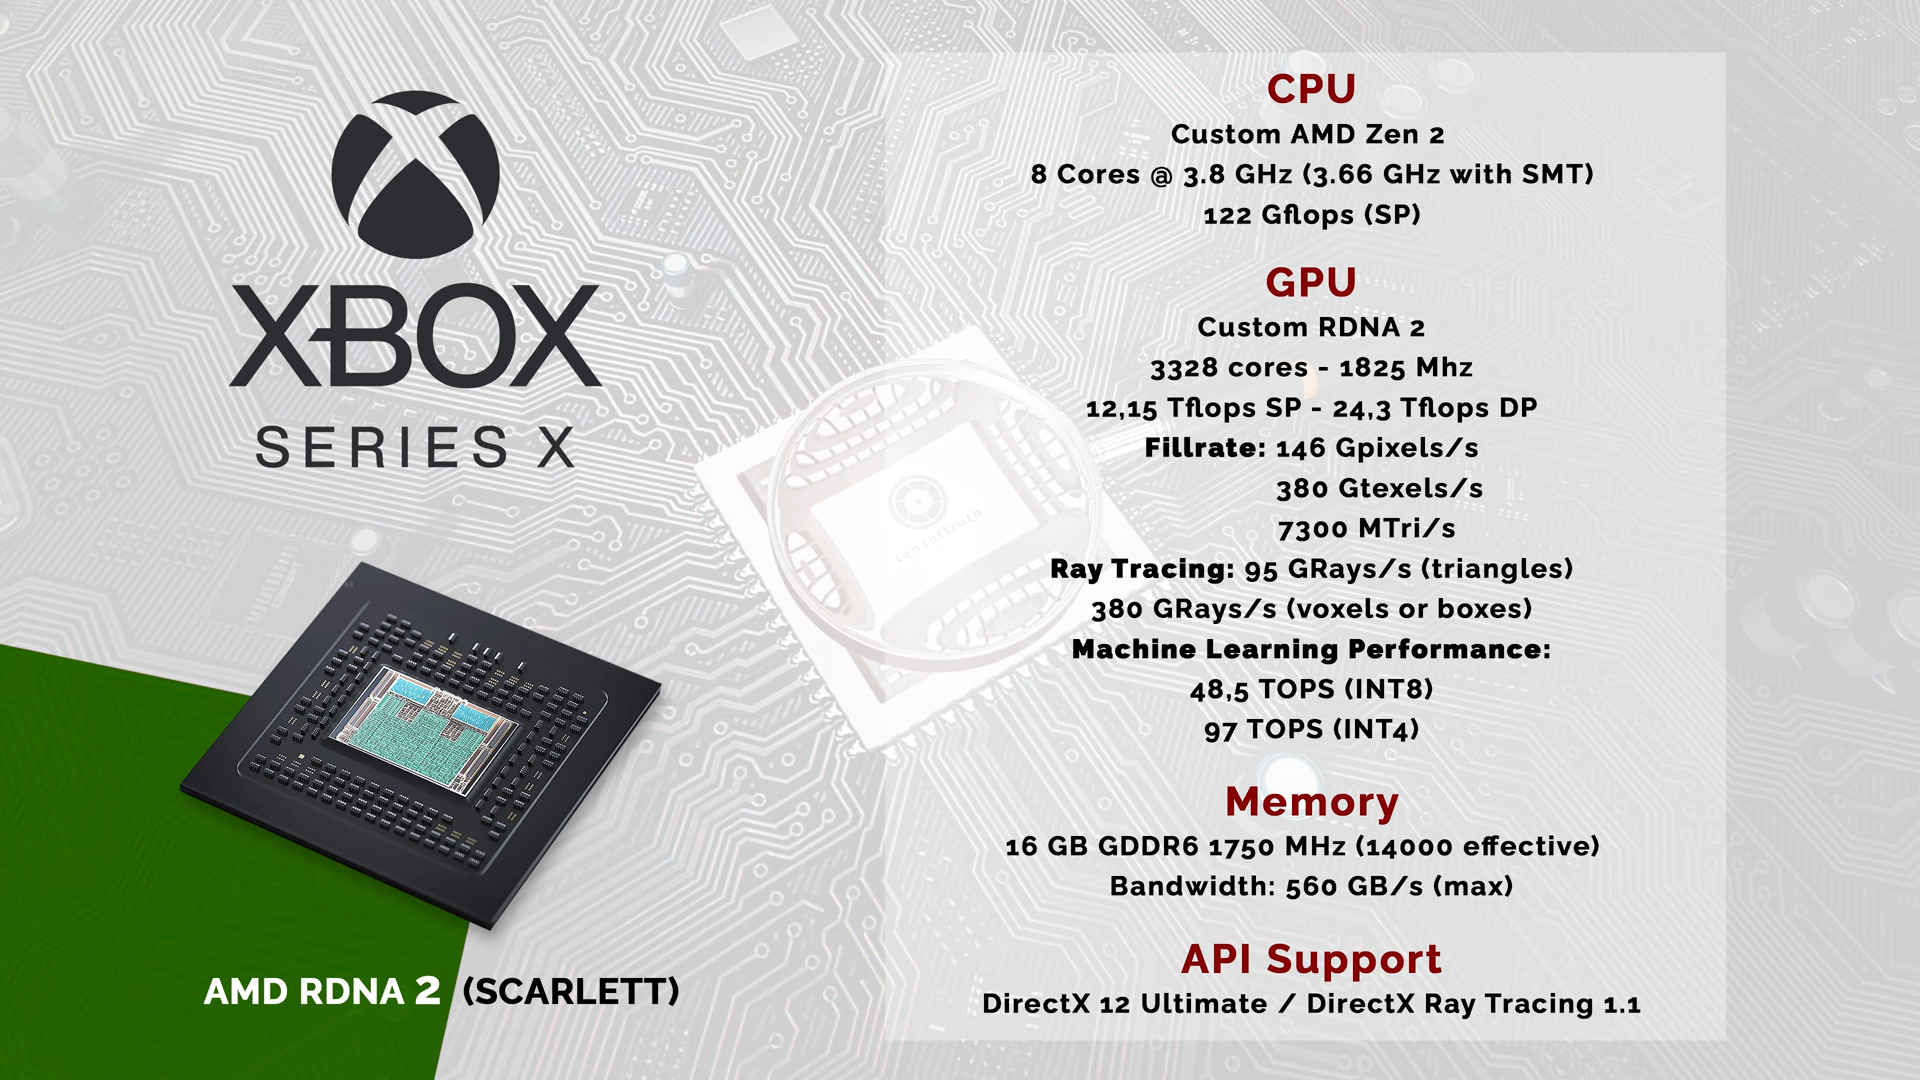 XBOX
SERIES X
AMD RDNA 2 (SCARLETT)
CPU
Custom AMD Zen 2
8 Cores @ 3.8 GHz (3.66 GHz with SMT)
122 Gflops (SP)
GPU
Custom RDNA 2
3328 cores - 1825 Mhz
12,15 Tflops SP - 24,3 Tflops DP
Fillrate: 146 Gpixels/s
380 Gtexels/s
7300 MTri/s
Ray Tracing: 95 GRays/s (triangles)
380 GRays/s (voxels or boxes)
Machine Learning Performance:
48,5 TOPS (INT8)
97 TOPS (INT4)
Memory
16 GB GDDR6 1750 MHz (14000 effective)
Bandwidth: 560 GB/s (max)
API Support
DirectX 12 Ultimate / DirectX Ray Tracing 1.1
lensoftruth